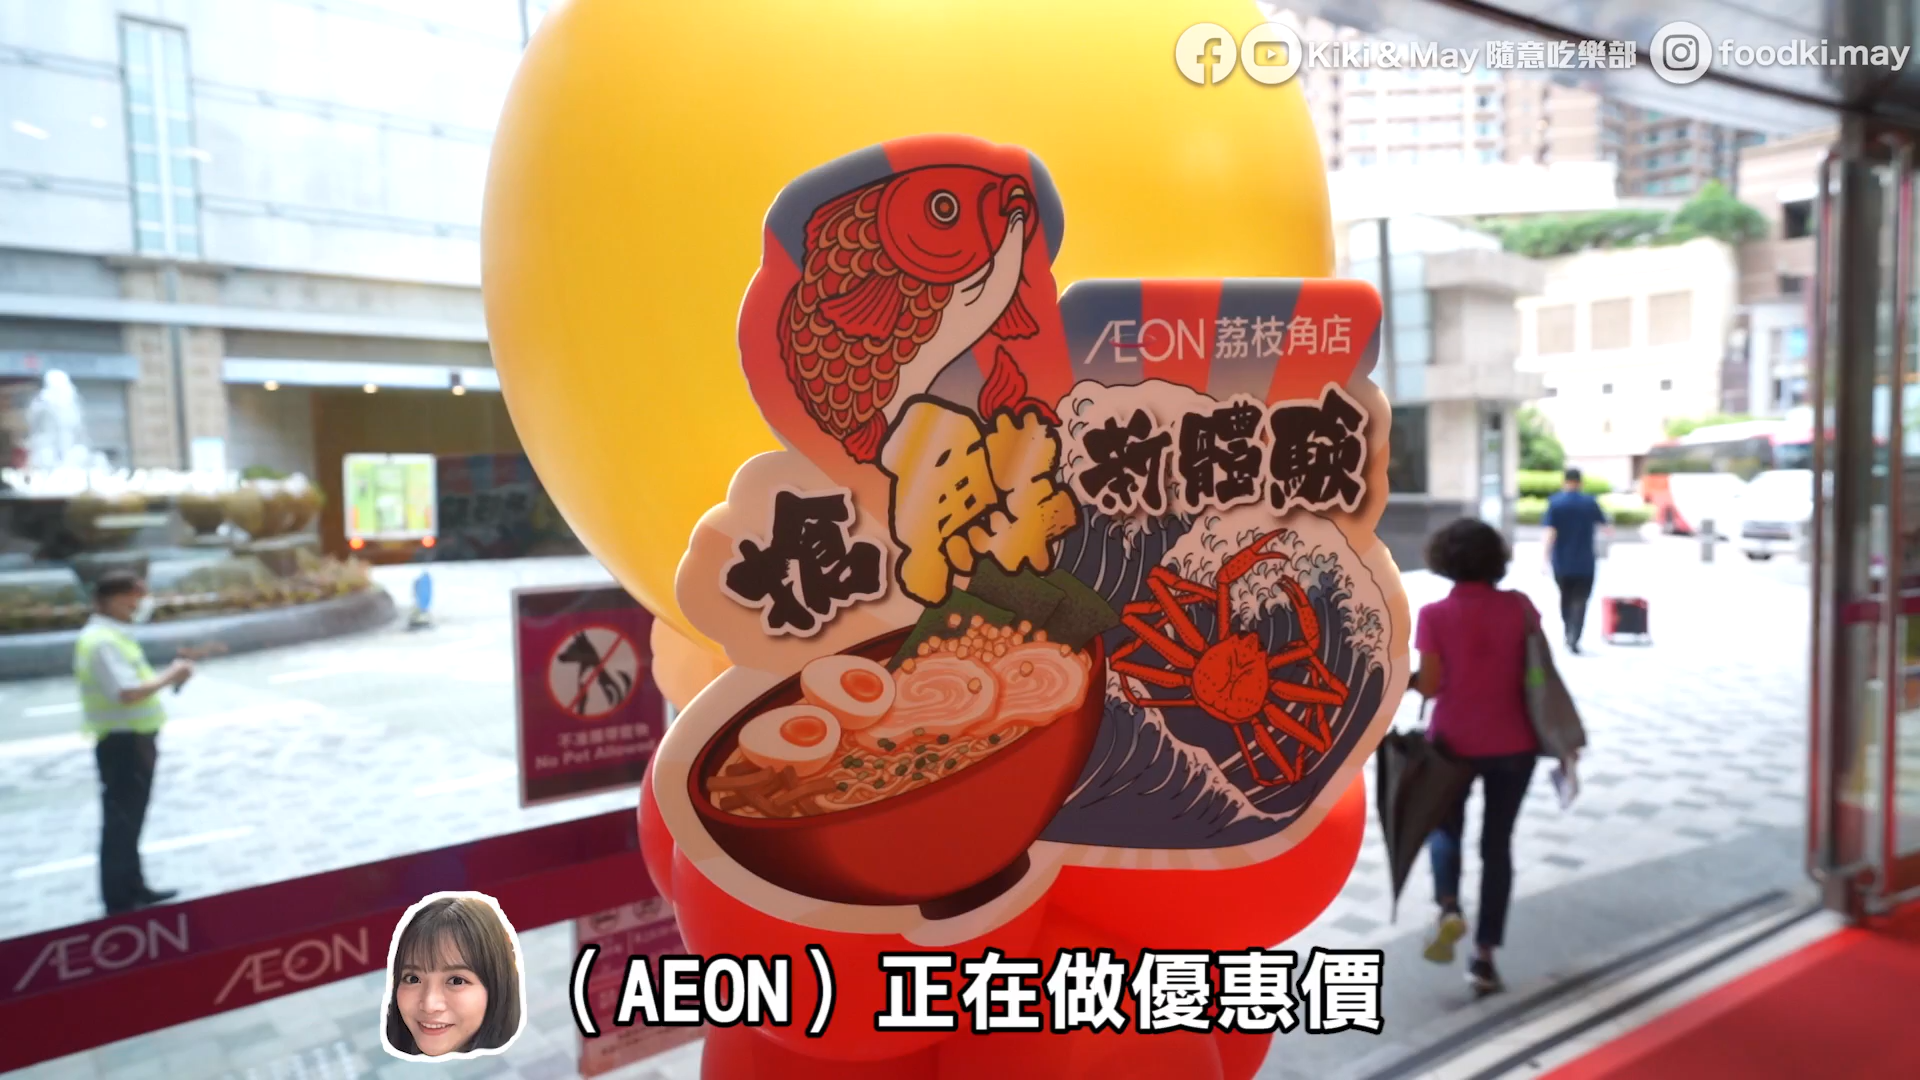 Kiki & May 隨意吃樂部 foodki.may
ÆON 荔枝角店
搶鮮新體驗
不准攜帶寵物
No Pet Allowed
ÆON ÆON
（AEON）正在做優惠價